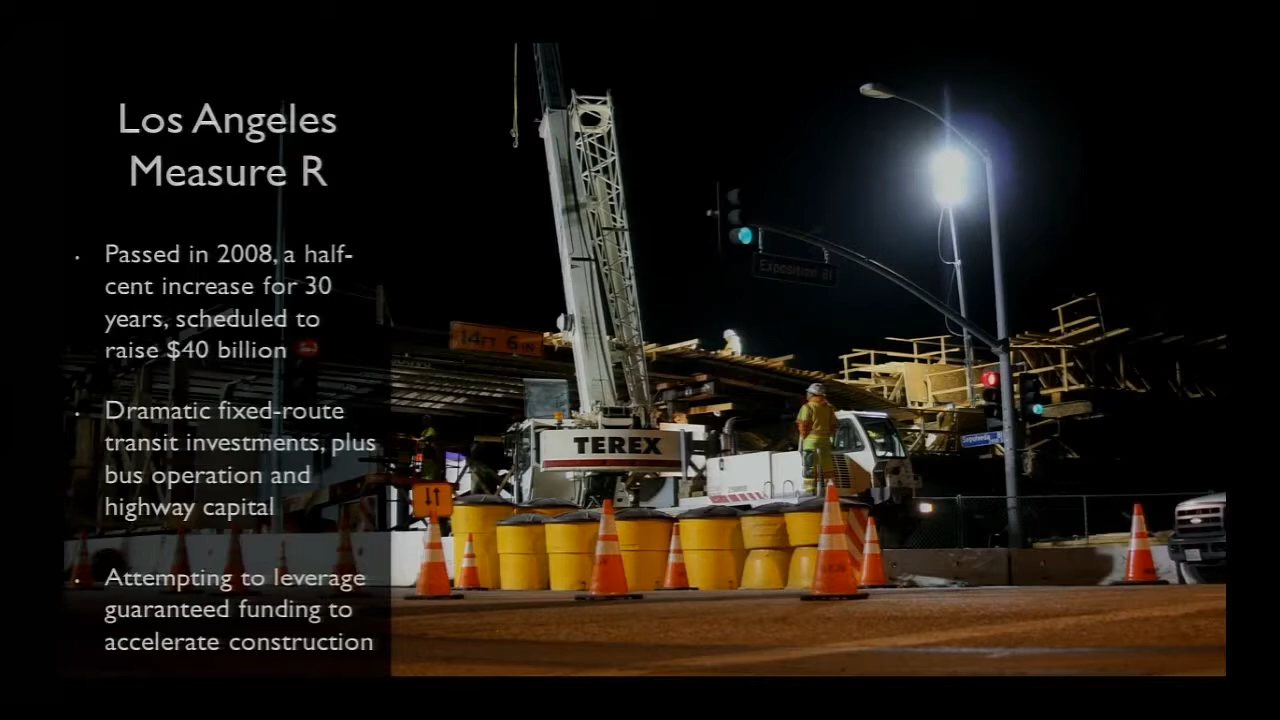 Los Angeles
Measure R
• Passed in 2008, a half-
cent increase for 30
years, scheduled to
raise $40 billion
• Dramatic fixed-route
transit investments, plus
bus operation and
highway capital
• Attempting to leverage
guaranteed funding to
accelerate construction
14FT 6IN
Exposition Bl
TEREX
Sepulveda